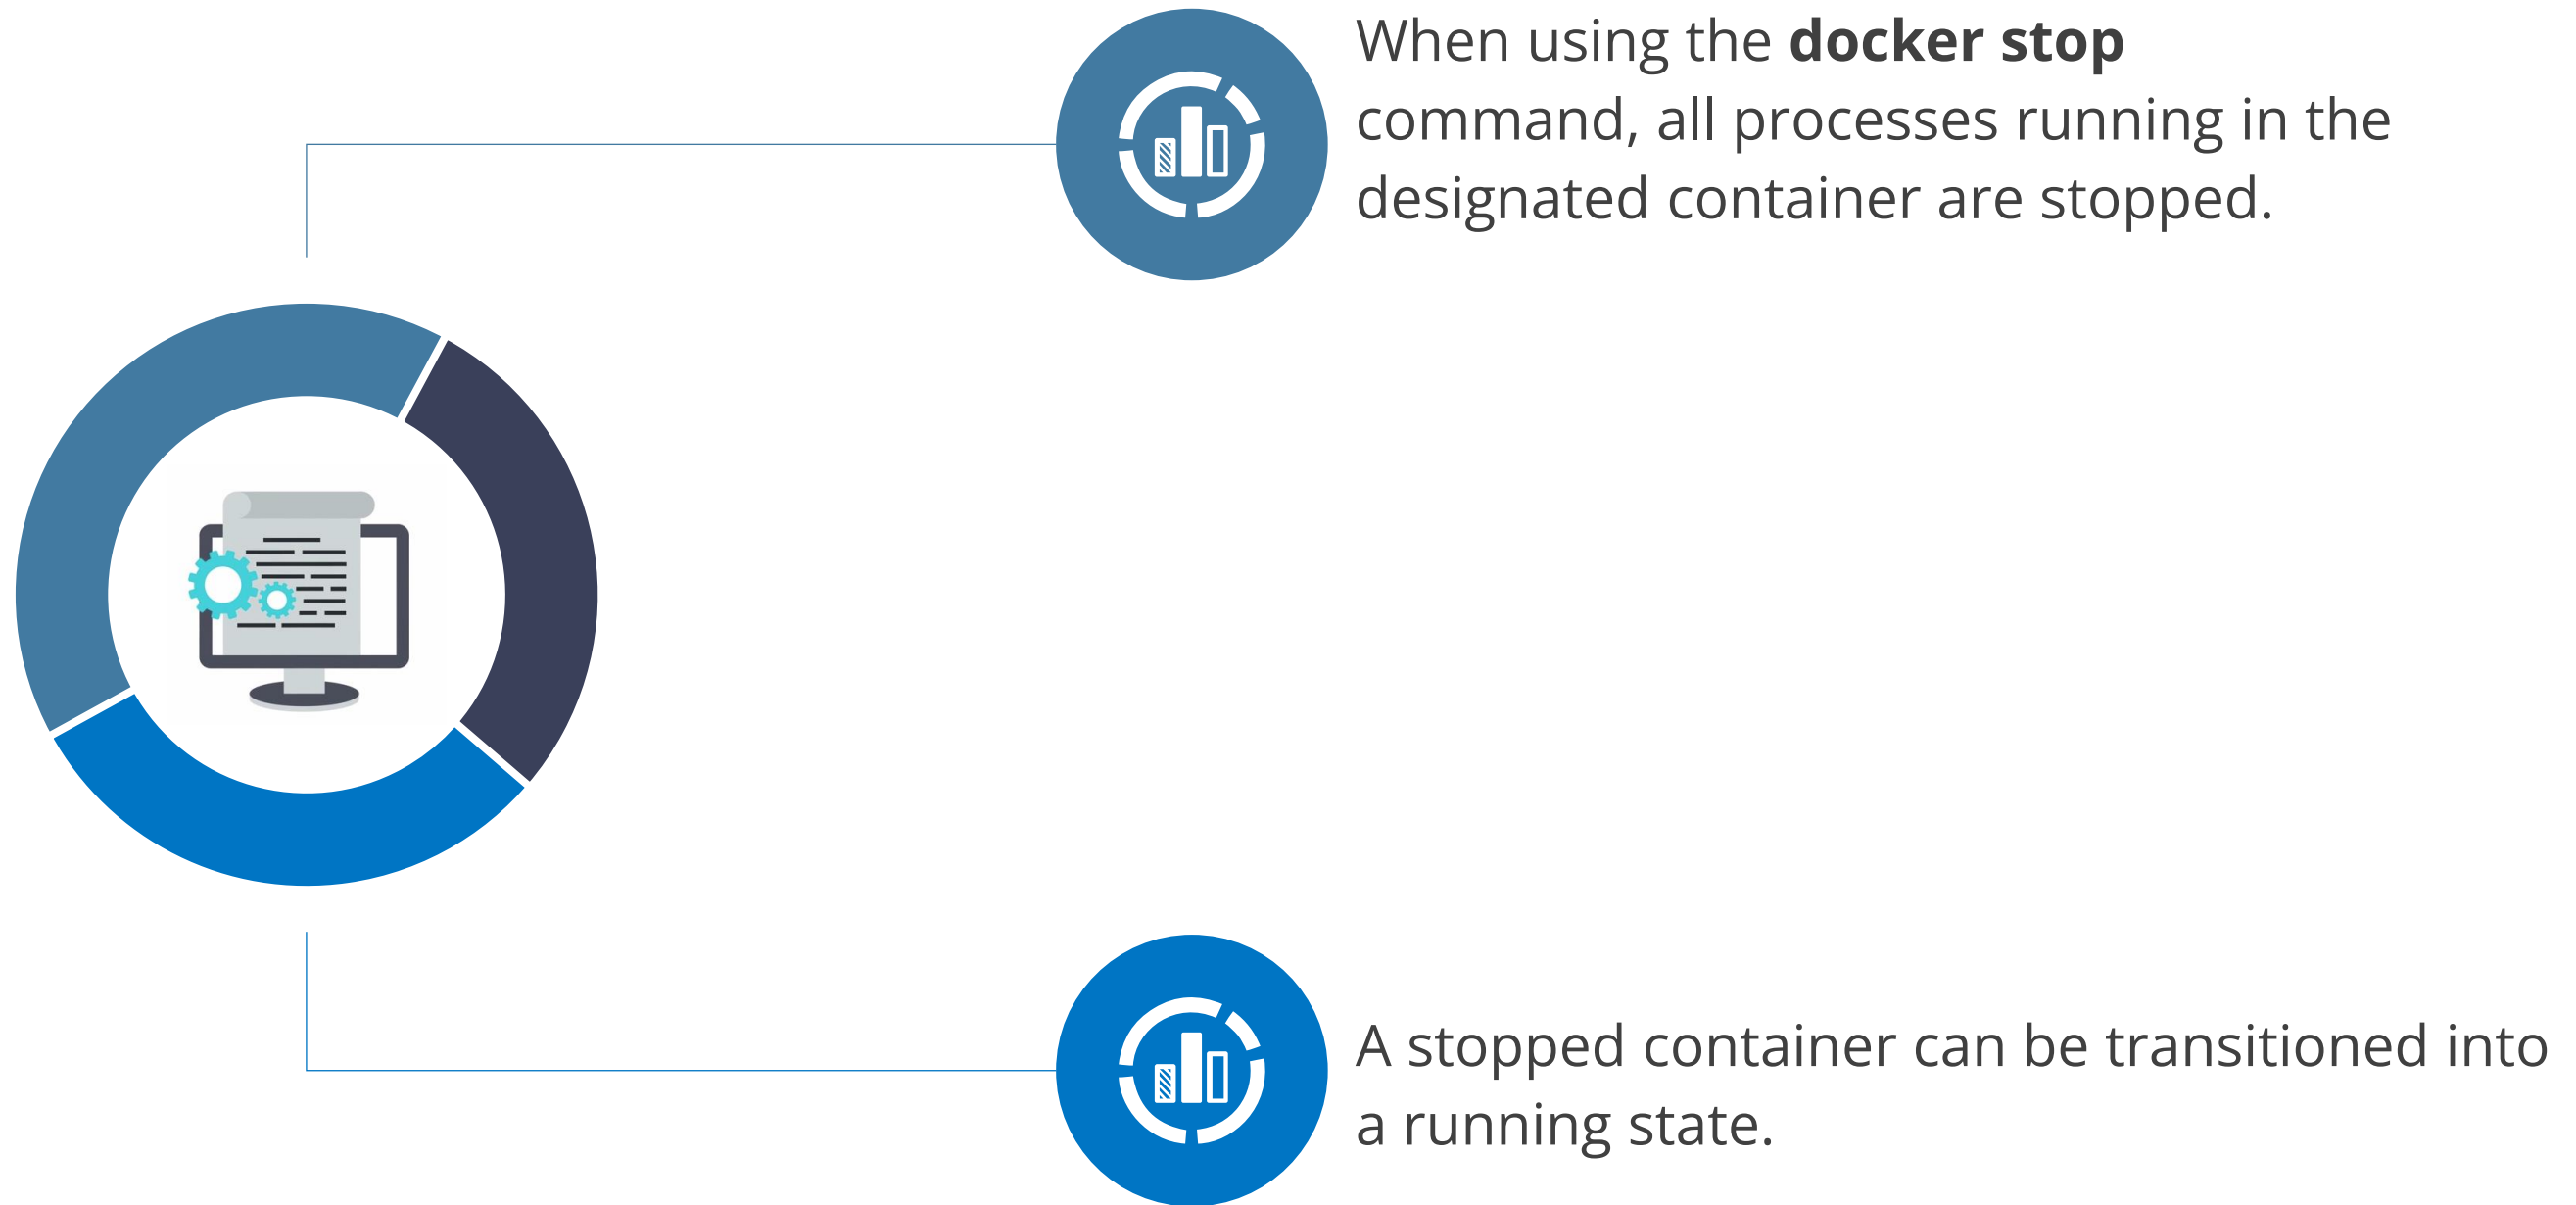 When using the docker stop
command, all processes running in the
designated container are stopped.
A stopped container can be transitioned into
a running state.